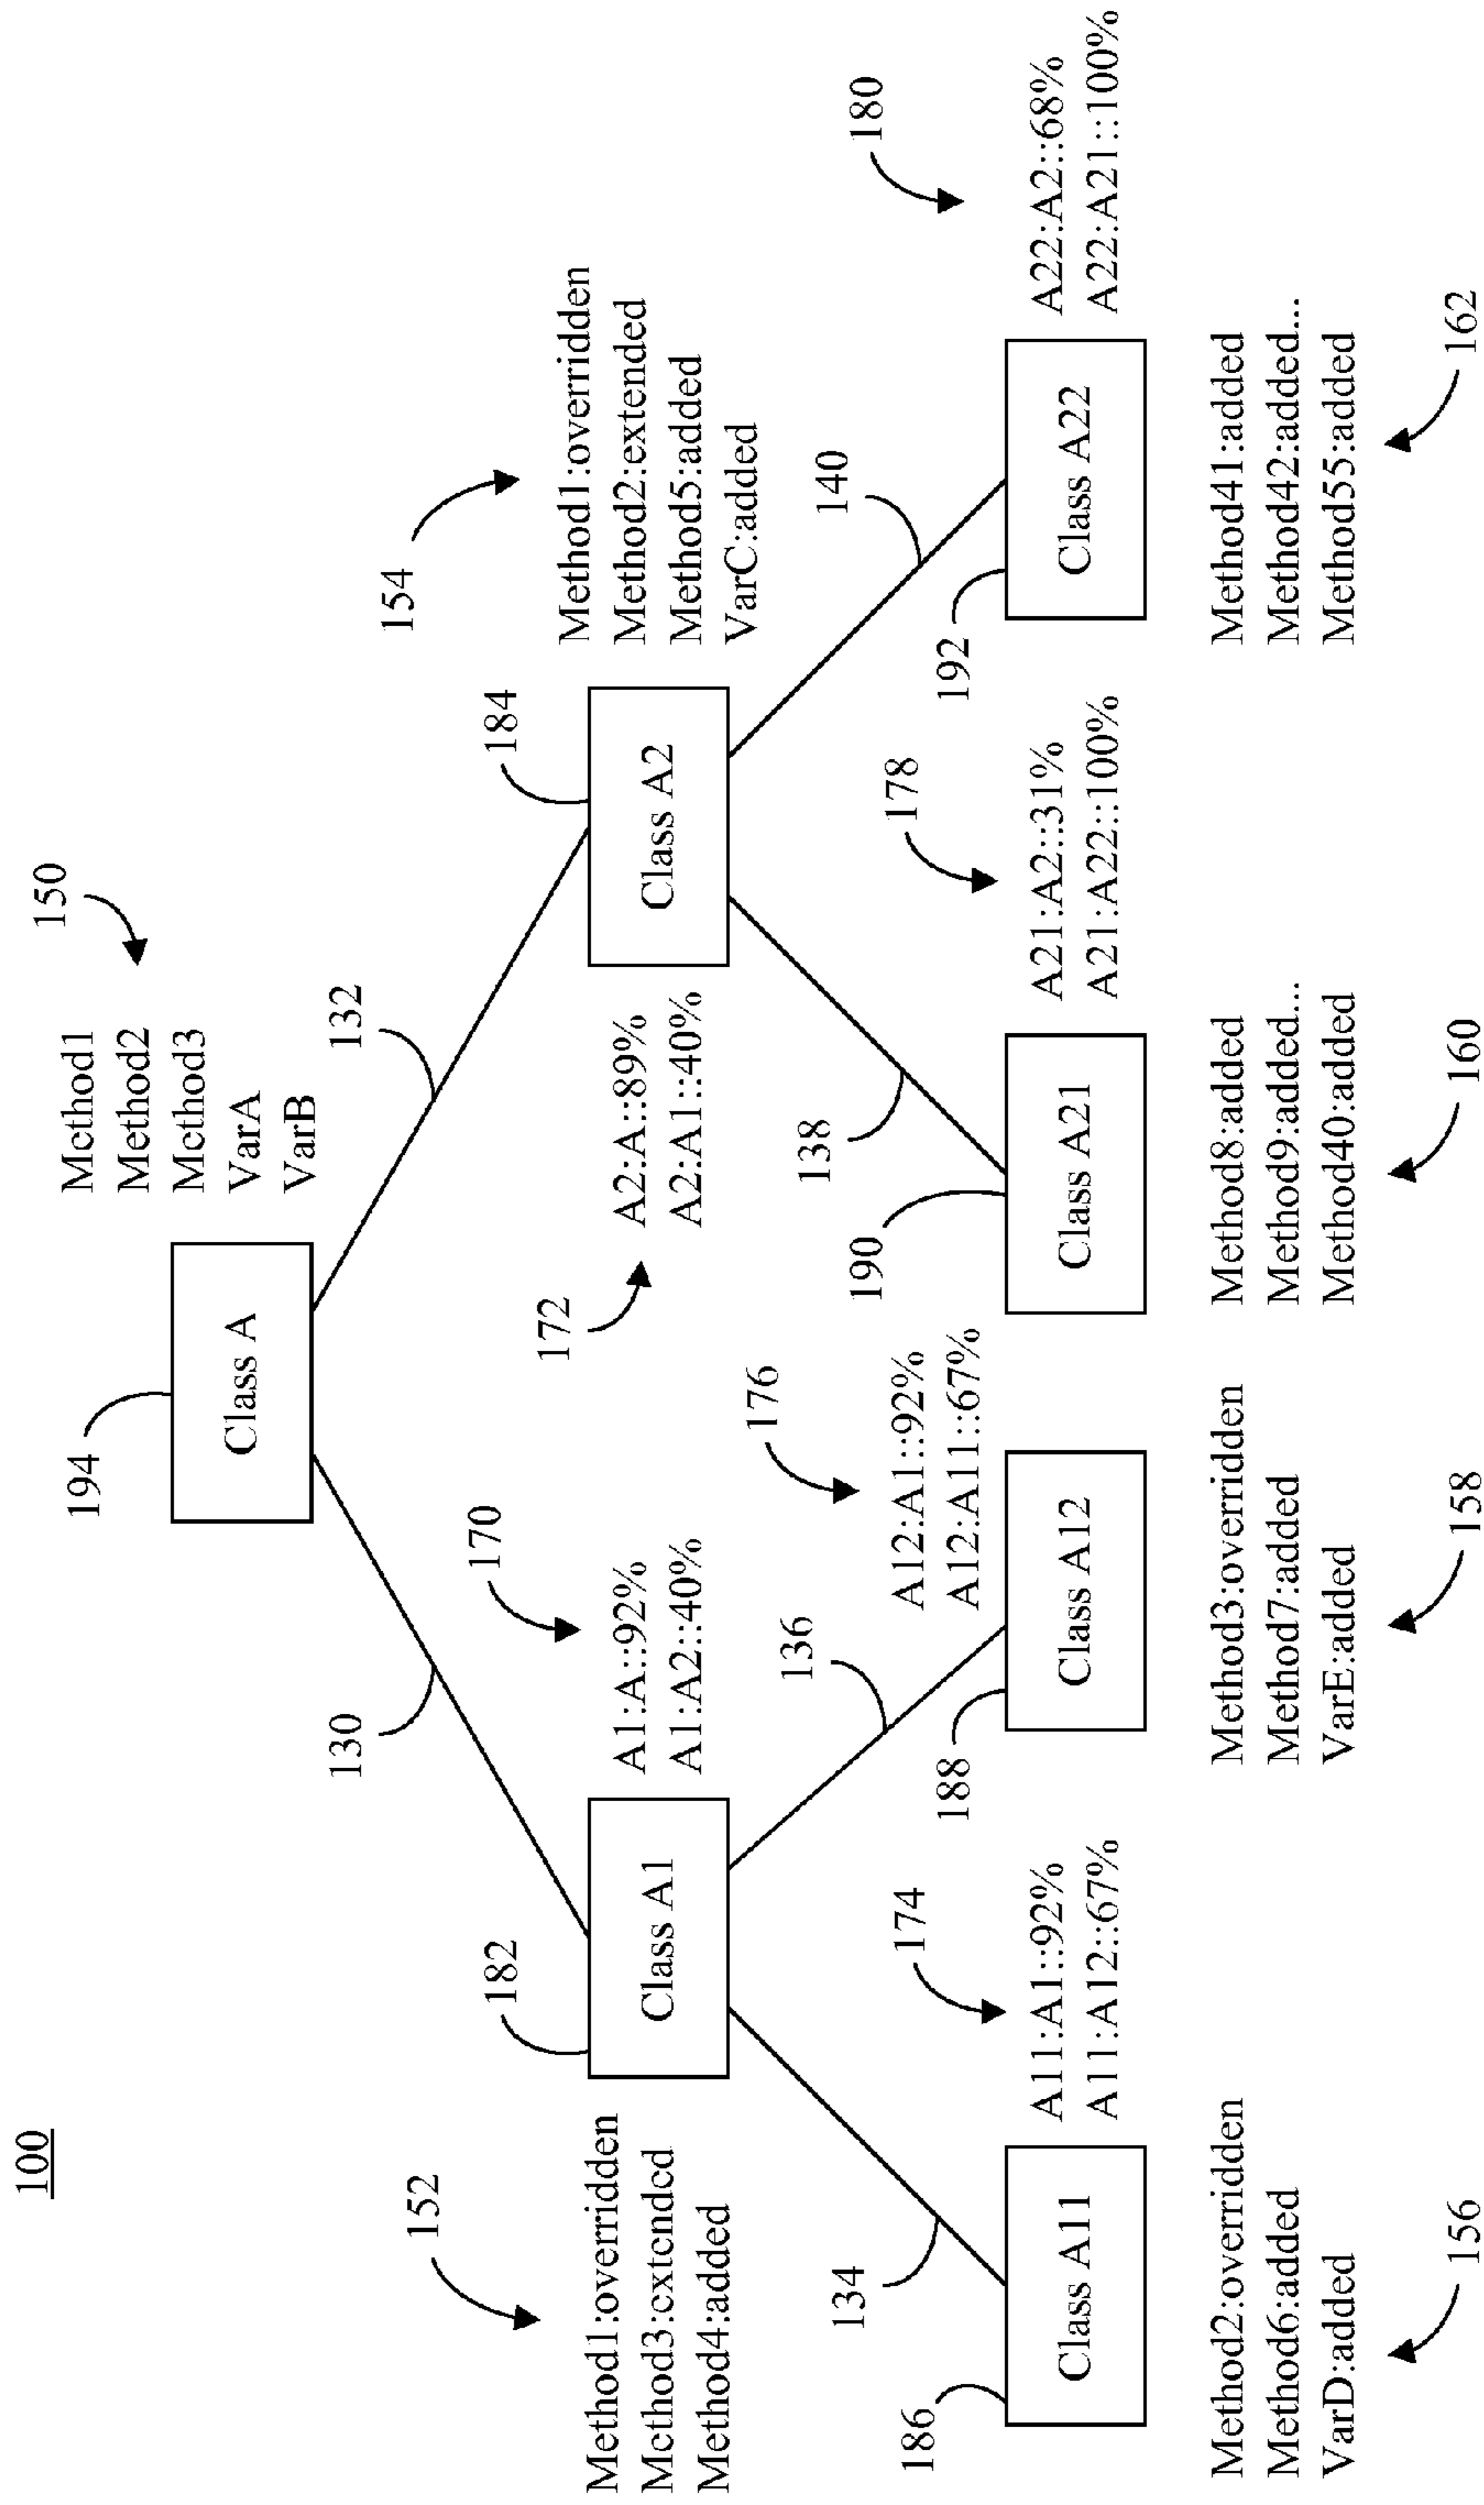 100
150
Method1
Method2
Method3
VarA
VarB
194
Class A
130
132
152
Method1:overridden
Method3:extended
Method4:added
182
Class A1
170
A1:A::92%
A1:A2::40%
172
A2:A::89%
A2:A1::40%
184
Class A2
154
Method1:overridden
Method2:extended
Method5:added
VarC:added
134
136
138
140
186
Class A11
174
A11:A1::92%
A11:A12::67%
188
Class A12
176
A12:A1::92%
A12:A11::67%
190
Class A21
178
A21:A2::31%
A21:A22::100%
192
Class A22
180
A22:A2::68%
A22:A21::100%
Method2:overridden
Method6:added
VarD:added
156
Method3:overridden
Method7:added
VarE:added
158
Method8:added
Method9:added...
Method40:added
160
Method41:added
Method42:added...
Method55:added
162